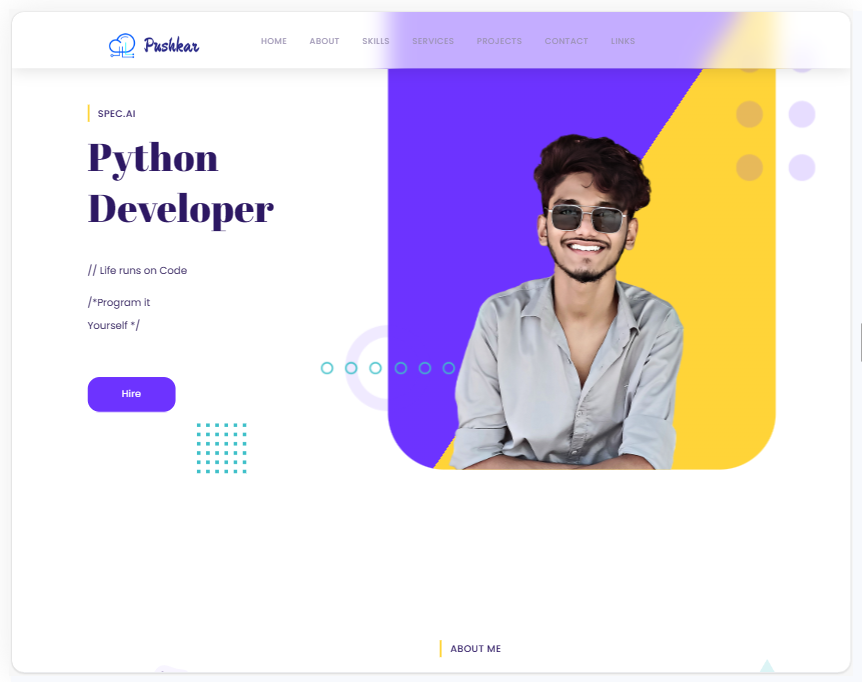 Pushkar
HOME ABOUT SKILLS SERVICES PROJECTS CONTACT LINKS
SPEC.AI
Python
Developer
// Life runs on Code
/*Program it
Yourself */
Hire
ABOUT ME